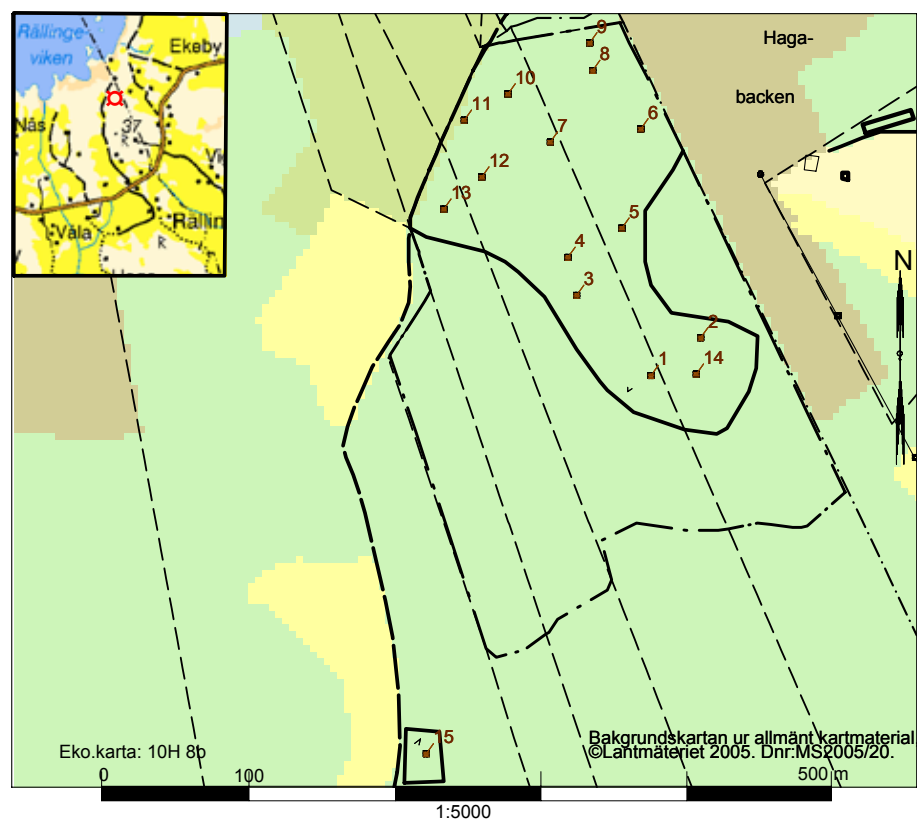 Rällinge-
viken
Ekeby
Nås
37
k
Väla
Rällin
k
Haga-
backen
9
8
10
11
7
6
12
13
5
4
3
2
1
14
N
15
Eko.karta: 10H 8b
Bakgrundskartan ur allmänt kartmaterial
©Lantmäteriet 2005. Dnr:MS2005/20.
0
100
500 m
1:5000